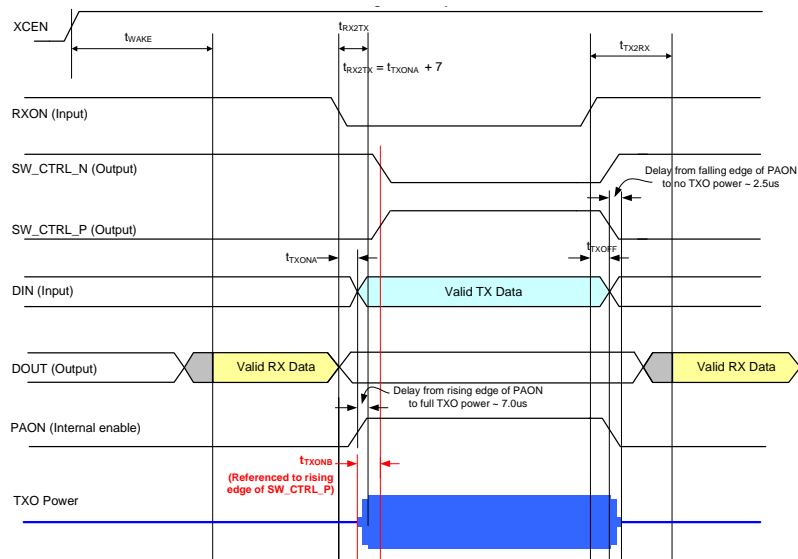 XCEN
tWAKE
tRX2TX
tRX2TX = tTXONA + 7
tTX2RX
RXON (Input)
SW_CTRL_N (Output)
Delay from falling edge of PAON
to no TXO power ~ 2.5us
SW_CTRL_P (Output)
tTXONA
tTXOFF
DIN (Input)
Valid TX Data
DOUT (Output)
Valid RX Data
Valid RX Data
Delay from rising edge of PAON
to full TXO power ~ 7.0us
PAON (Internal enable)
tTXONB
(Referenced to rising
edge of SW_CTRL_P)
TXO Power